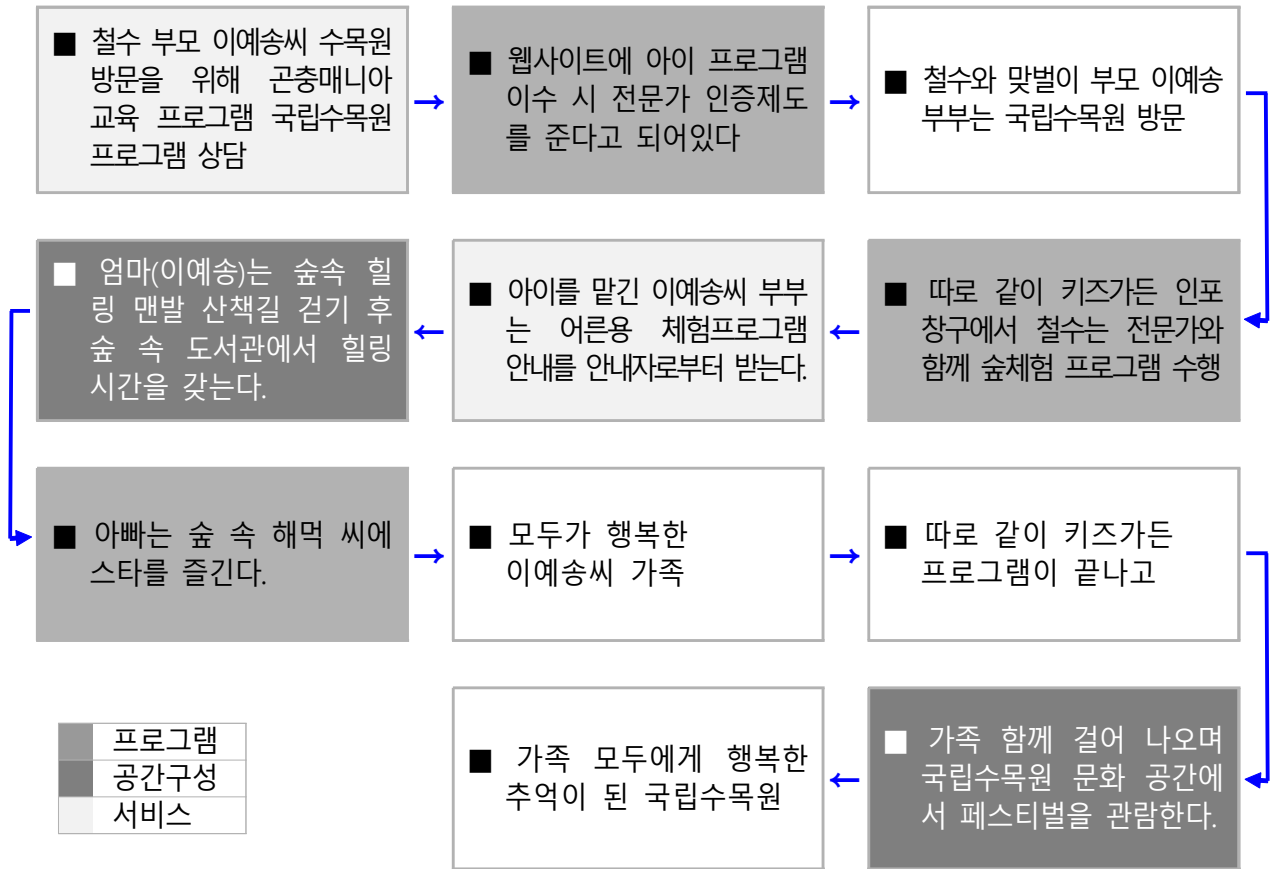 ■ 철수 부모 이예송씨 수목원
방문을 위해 곤충매니아
교육 프로그램 국립수목원
프로그램 상담
→
■ 웹사이트에 아이 프로그램
이수 시 전문가 인증제도
를 준다고 되어있다
→
■ 철수와 맞벌이 부모 이예송
부부는 국립수목원 방문
■ 따로 같이 키즈가든 인포
창구에서 철수는 전문가와
함께 숲체험 프로그램 수행
←
■ 아이를 맡긴 이예송씨 부부
는 어른용 체험프로그램
안내를 안내자로부터 받는다.
←
■ 엄마(이예송)는 숲속 힐
링 맨발 산책길 걷기 후
숲 속 도서관에서 힐링
시간을 갖는다.
■ 아빠는 숲 속 해먹 씨에
스타를 즐긴다.
→
■ 모두가 행복한
이예송씨 가족
→
■ 따로 같이 키즈가든
프로그램이 끝나고
■ 가족 함께 걸어 나오며
국립수목원 문화 공간에
서 페스티벌을 관람한다.
←
■ 가족 모두에게 행복한
추억이 된 국립수목원
프로그램
공간구성
서비스